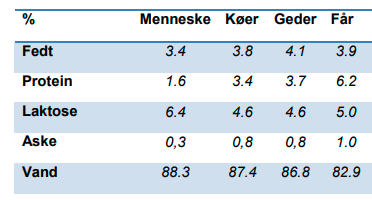 % Menneske Køer Geder Får
Fedt 3.4 3.8 4.1 3.9
Protein 1.6 3.4 3.7 6.2
Laktose 6.4 4.6 4.6 5.0
Aske 0,3 0,8 0,8 1.0
Vand 88.3 87.4 86.8 82.9